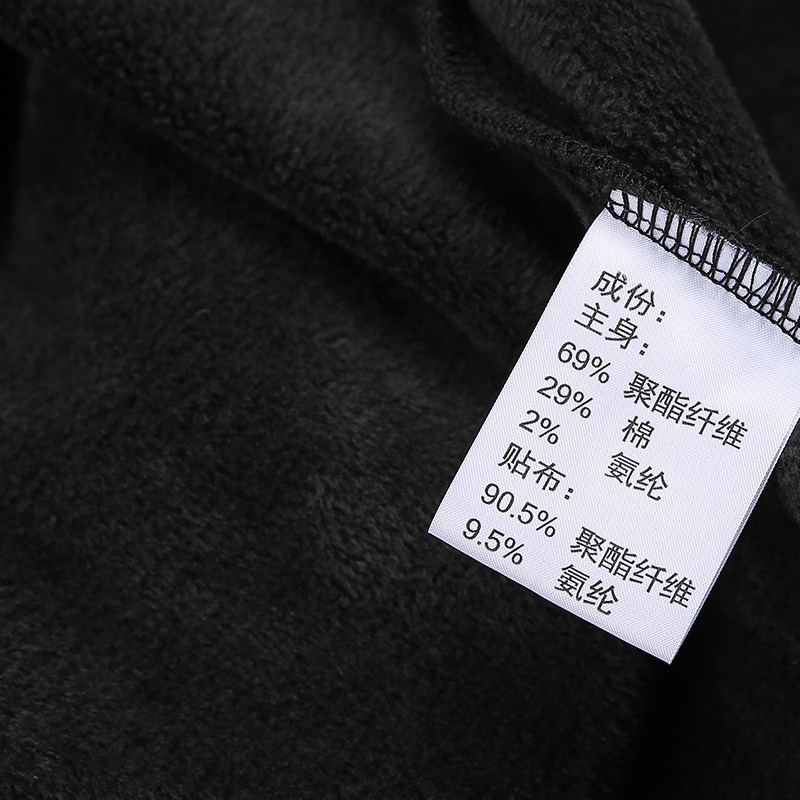 成份：
主身：
69% 聚酯纤维
29% 棉
2% 氨纶
贴布：
90.5% 聚酯纤维
9.5% 氨纶